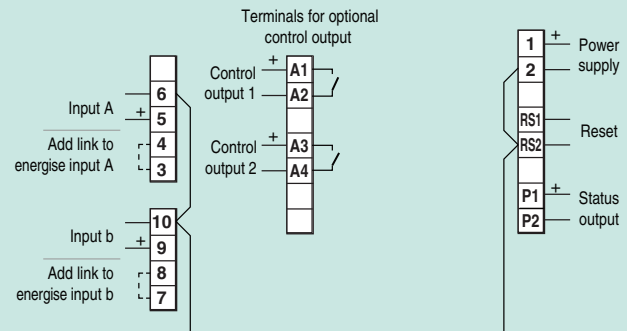 Terminals for optional
control output
6
Input A
+
5
Add link to
energise input A
4
3
10
Input b
+
9
Add link to
energise input b
8
7
Control
output 1
+
A1
A2
Control
output 2
+
A3
A4
1
+
Power
supply
2
RS1
Reset
RS2
P1
+
Status
output
P2